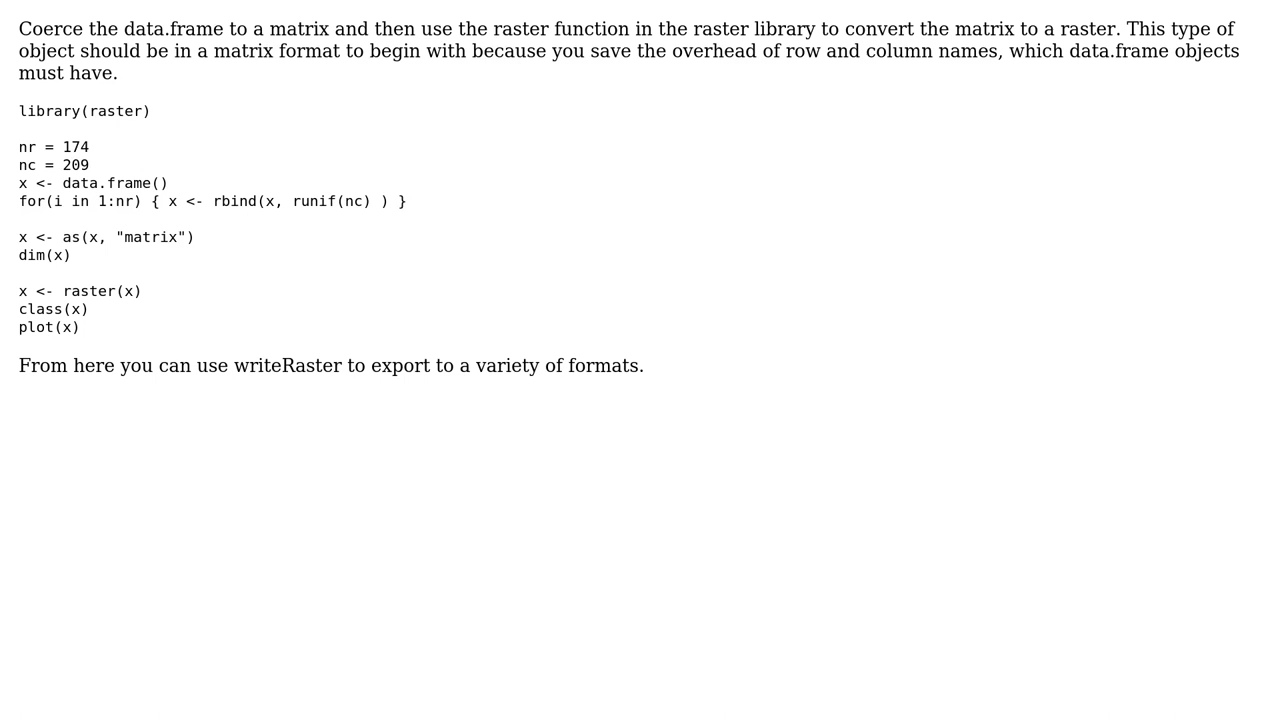 Coerce the data.frame to a matrix and then use the raster function in the raster library to convert the matrix to a raster. This type of
object should be in a matrix format to begin with because you save the overhead of row and column names, which data.frame objects
must have.
library(raster)
nr = 174
nc = 209
x <- data.frame()
for(i in 1:nr) { x <- rbind(x, runif(nc) ) }
x <- as(x, "matrix")
dim(x)
x <- raster(x)
class(x)
plot(x)
From here you can use writeRaster to export to a variety of formats.